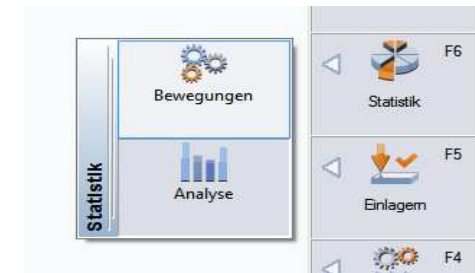 Statistik
Bewegungen
Analyse
F6
Statistik
F5
Einlagern
F4